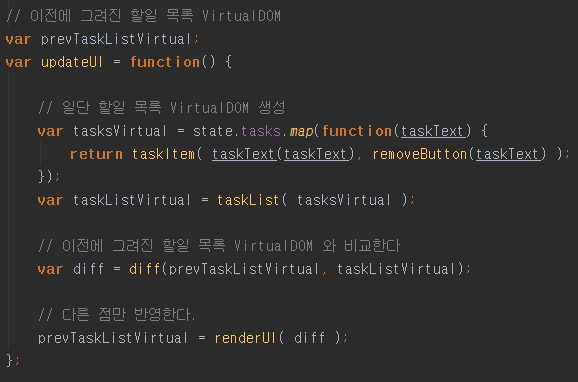 // 이전에 그려진 할일 목록 VirtualDOM
var prevTaskListVirtual;
var updateUI = function() {
// 일단 할일 목록 VirtualDOM 생성
var tasksVirtual = state.tasks.map(function(taskText) {
return taskItem( taskText(taskText), removeButton(taskText) );
});
var taskListVirtual = taskList( tasksVirtual );
// 이전에 그려진 할일 목록 VirtualDOM 와 비교한다
var diff = diff(prevTaskListVirtual, taskListVirtual);
// 다른 점만 반영한다.
prevTaskListVirtual = renderUI( diff );
};